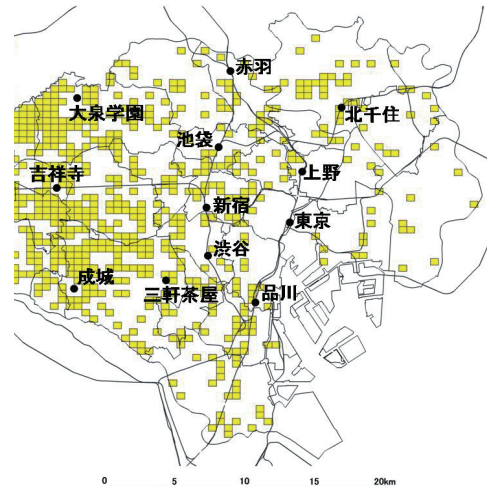 赤羽
大泉学園
北千住
池袋
吉祥寺
上野
新宿
東京
渋谷
成城
三軒茶屋
品川
0 5 10 15 20km